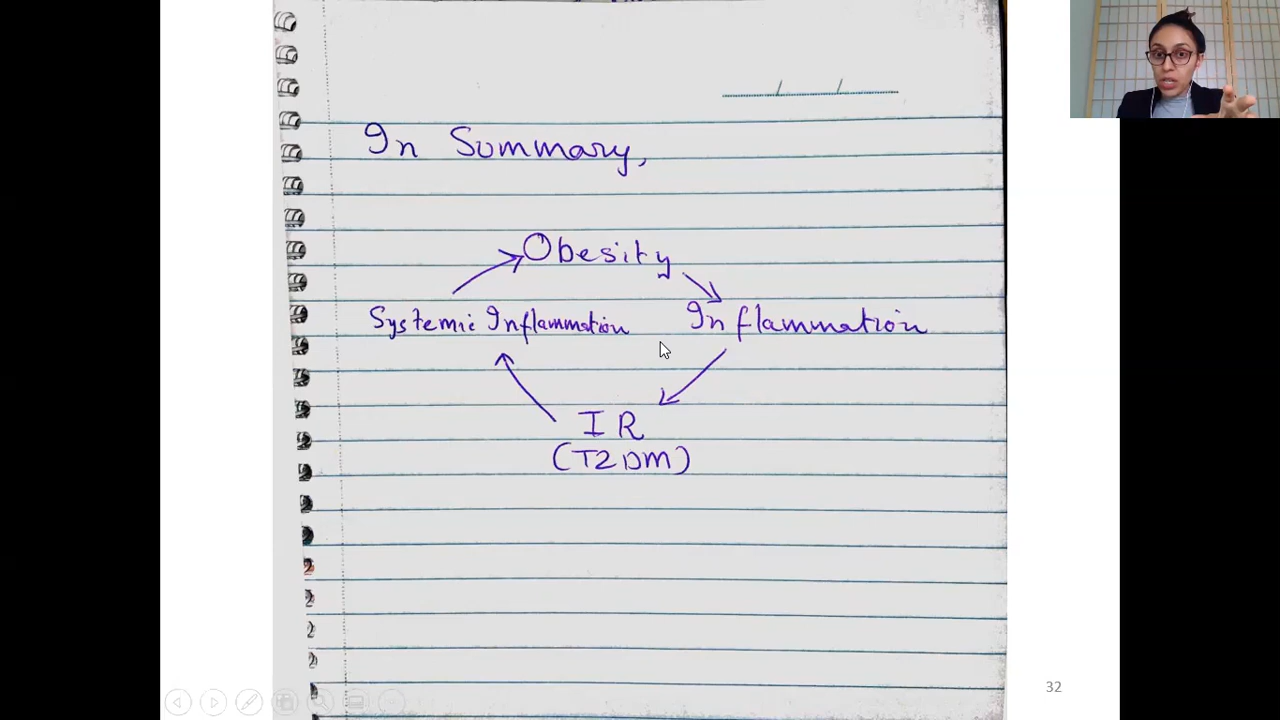 In Summary,
Obesity
Systemic Inflammation Inflammation
IR
(T2DM)
32